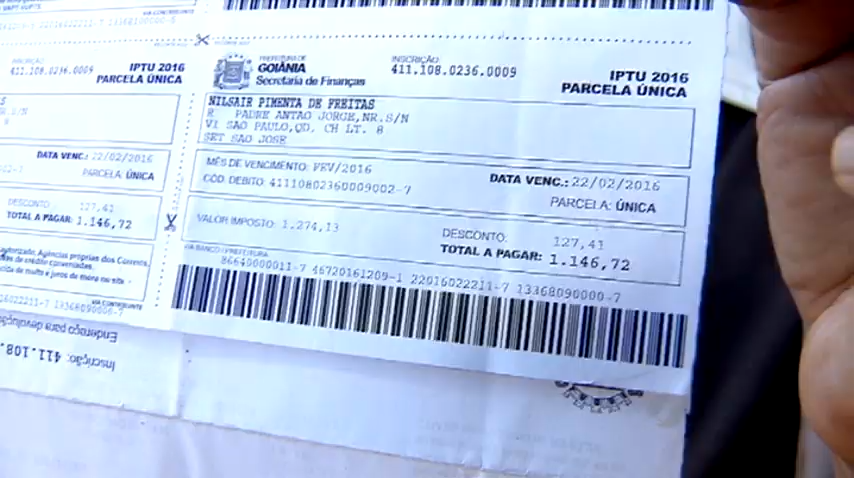 VIA CONTRIBUINTE
INSCRIÇÃO
411.108.0236.0009
IPTU 2016
PARCELA ÚNICA
DATA VENC.: 22/02/2016
PARCELA: ÚNICA
DESCONTO: 127,41
TOTAL A PAGAR: 1.146,72
VIA CONTRIBUINTE
PREFEITURA DE
GOIÂNIA
Secretaria de Finanças
INSCRIÇÃO
411.108.0236.0009
IPTU 2016
PARCELA ÚNICA
NILSAIR PIMENTA DE FREITAS
R PADRE ANTAO JORGE,NR.S/N
VI SAO PAULO,QD. CH LT. 8
SET SAO JOSE
MÊS DE VENCIMENTO: FEV/2016
CÓD. DÉBITO: 41110802360009002-7
DATA VENC.: 22/02/2016
PARCELA: ÚNICA
VALOR IMPOSTO: 1.274,13
DESCONTO: 127,41
TOTAL A PAGAR: 1.146,72
VIA BANCO / PREFEITURA
86640000011-7 46720161209-1 22016022211-7 13368090000-7
Endereço para devolução
Inscrição: 411.108.